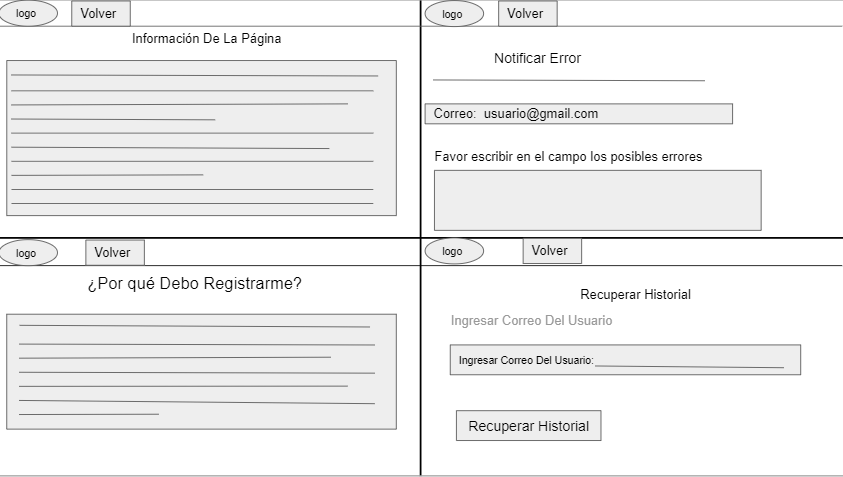 logo
Volver
Información De La Página
logo
Volver
Notificar Error
Correo: usuario@gmail.com
Favor escribir en el campo los posibles errores
logo
Volver
¿Por qué Debo Registrarme?
logo
Volver
Recuperar Historial
Ingresar Correo Del Usuario
Ingresar Correo Del Usuario:
Recuperar Historial